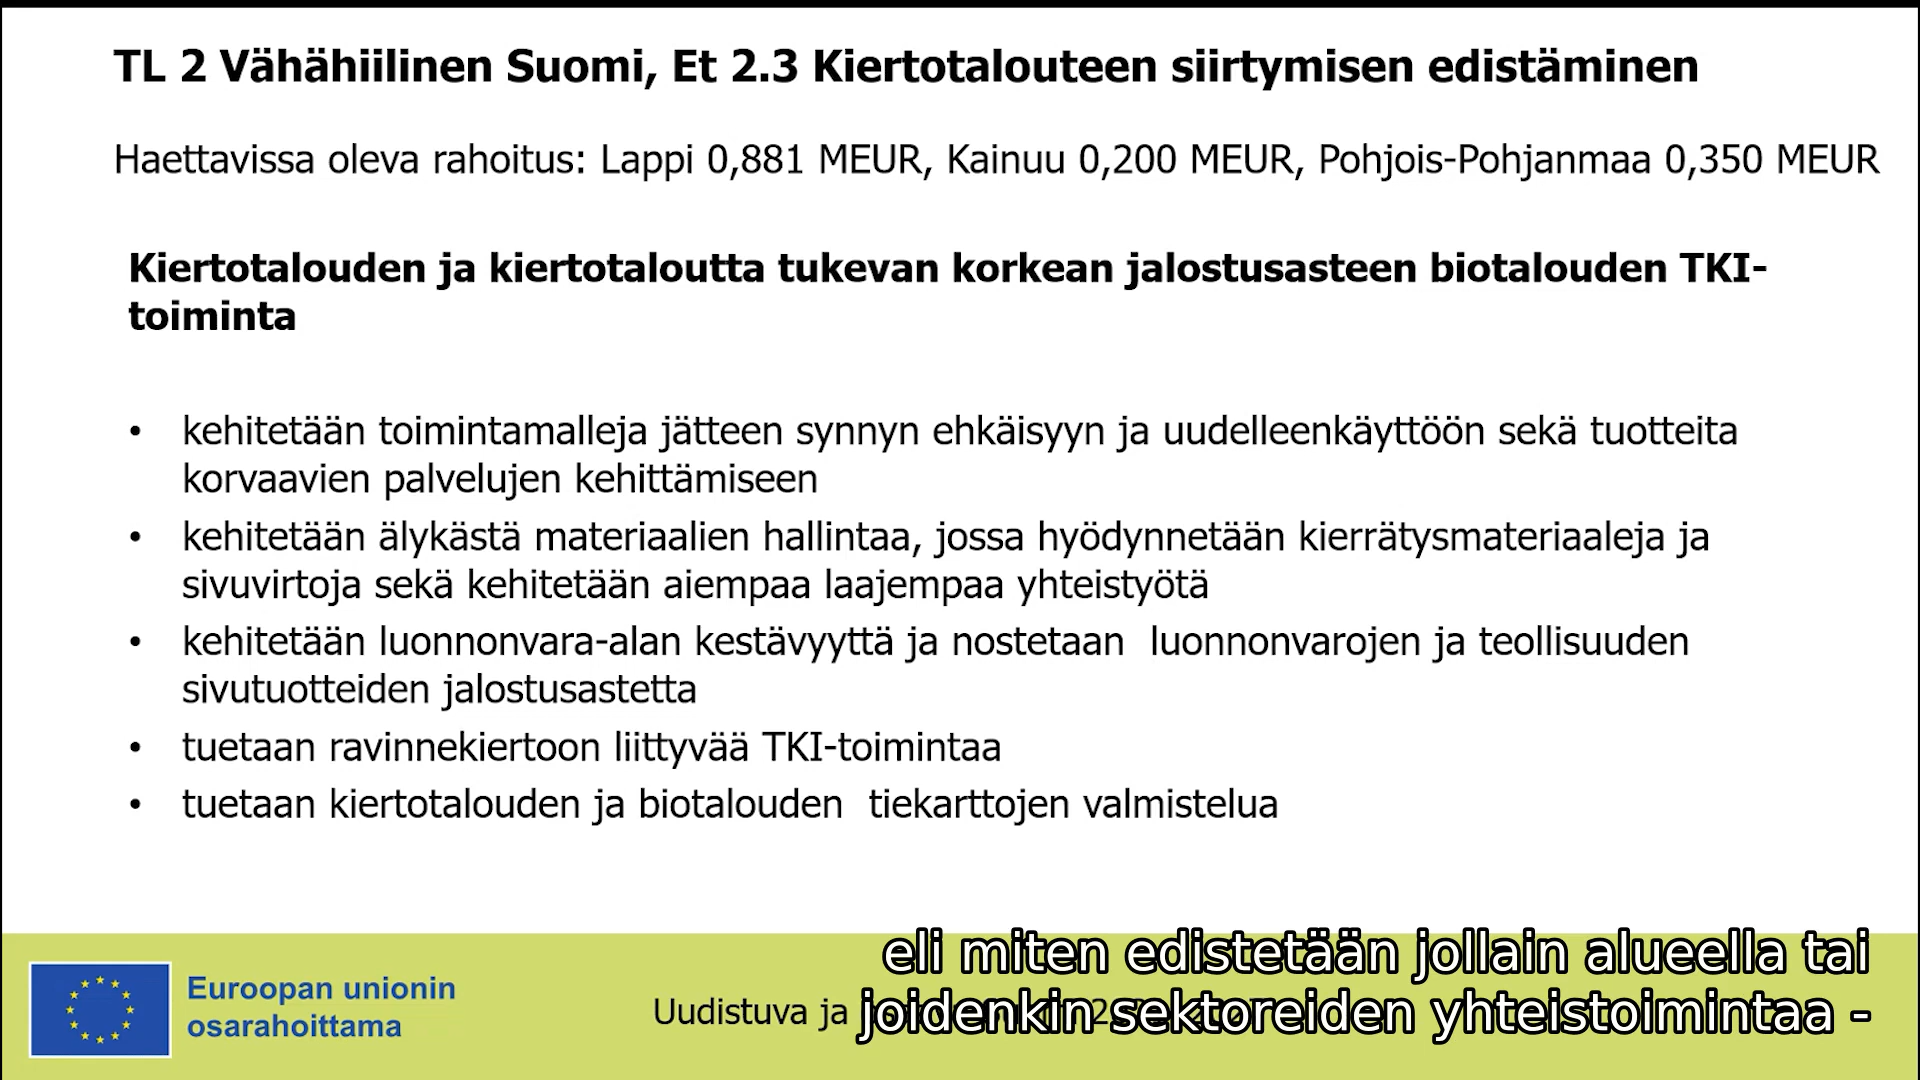 TL 2 Vähähiilinen Suomi, Et 2.3 Kiertotalouteen siirtymisen edistäminen
Haettavissa oleva rahoitus: Lappi 0,881 MEUR, Kainuu 0,200 MEUR, Pohjois-Pohjanmaa 0,350 MEUR
Kiertotalouden ja kiertotaloutta tukevan korkean jalostusasteen biotalouden TKI-
toiminta
• kehitetään toimintamalleja jätteen synnyn ehkäisyyn ja uudelleenkäyttöön sekä tuotteita
korvaavien palvelujen kehittämiseen
• kehitetään älykästä materiaalien hallintaa, jossa hyödynnetään kierrätysmateriaaleja ja
sivuvirtoja sekä kehitetään aiempaa laajempaa yhteistyötä
• kehitetään luonnonvara-alan kestävyyttä ja nostetaan luonnonvarojen ja teollisuuden
sivutuotteiden jalostusastetta
• tuetaan ravinnekiertoon liittyvää TKI-toimintaa
• tuetaan kiertotalouden ja biotalouden tiekarttojen valmistelua
Euroopan unionin
osarahoittama
Uudistuva ja
eli miten edistetään jollain alueella tai
joidenkin sektoreiden yhteistoimintaa -